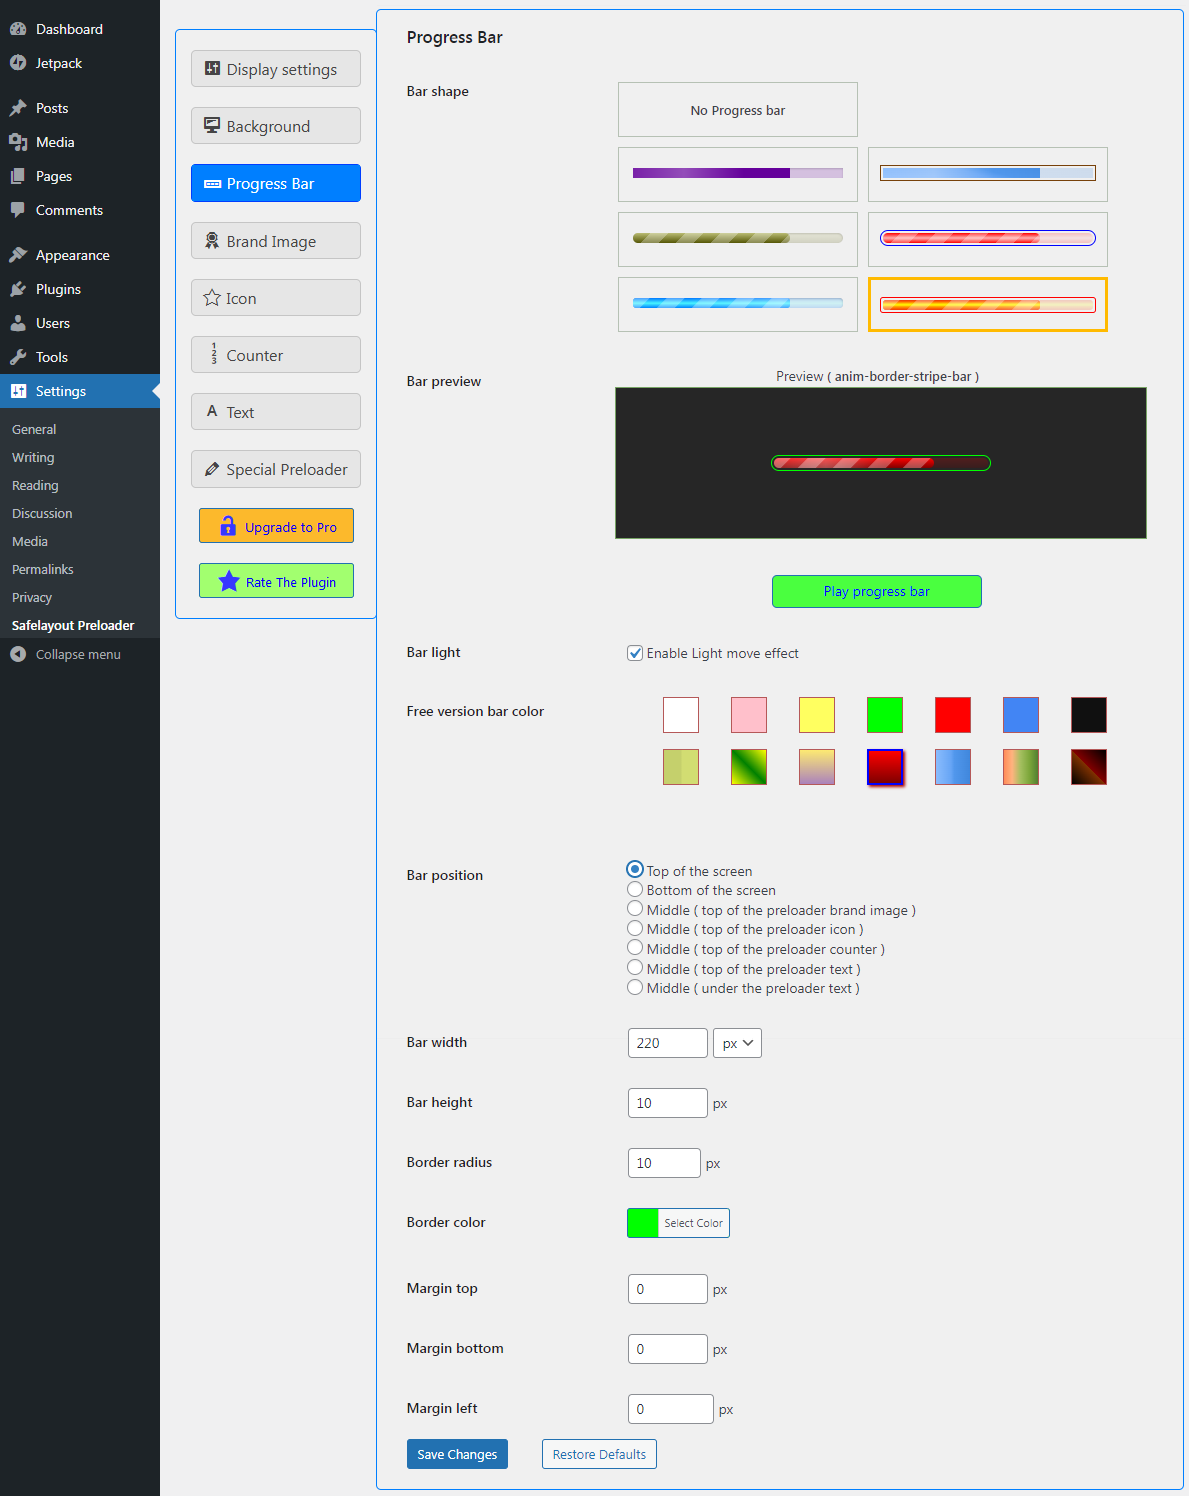 Dashboard
Jetpack
Posts
Media
Pages
Comments
Appearance
Plugins
Users
Tools
Settings
General
Writing
Reading
Discussion
Media
Permalinks
Privacy
Safelayout Preloader
Collapse menu
Display settings
Background
Progress Bar
Brand Image
Icon
1
2
3
Counter
A Text
Special Preloader
Upgrade to Pro
Rate The Plugin
Progress Bar
Bar shape
No Progress bar
Bar preview
Preview ( anim-border-stripe-bar )
Play progress bar
Bar light
Enable Light move effect
Free version bar color
Bar position
Top of the screen
Bottom of the screen
Middle ( top of the preloader brand image )
Middle ( top of the preloader icon )
Middle ( top of the preloader counter )
Middle ( top of the preloader text )
Middle ( under the preloader text )
Bar width 220 px
Bar height 10 px
Border radius 10 px
Border color Select Color
Margin top 0 px
Margin bottom 0 px
Margin left 0 px
Save Changes Restore Defaults